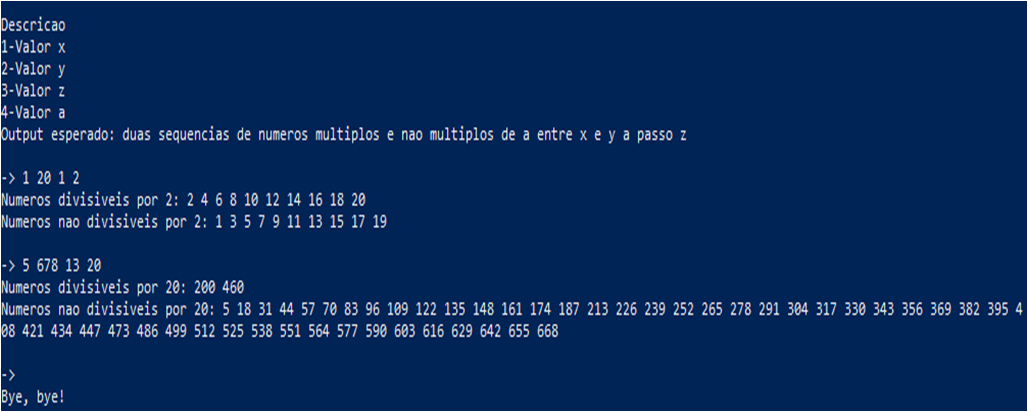 Descricao
1-Valor x
2-Valor y
3-Valor z
4-Valor a
Output esperado: duas sequencias de numeros multiplos e nao multiplos de a entre x e y a passo z
-> 1 20 1 2
Numeros divisiveis por 2: 2 4 6 8 10 12 14 16 18 20
Numeros nao divisiveis por 2: 1 3 5 7 9 11 13 15 17 19
-> 5 678 13 20
Numeros divisiveis por 20: 200 460
Numeros nao divisiveis por 20: 5 18 31 44 57 70 83 96 109 122 135 148 161 174 187 213 226 239 252 265 278 291 304 317 330 343 356 369 382 395 4
08 421 434 447 473 486 499 512 525 538 551 564 577 590 603 616 629 642 655 668
->
Bye, bye!